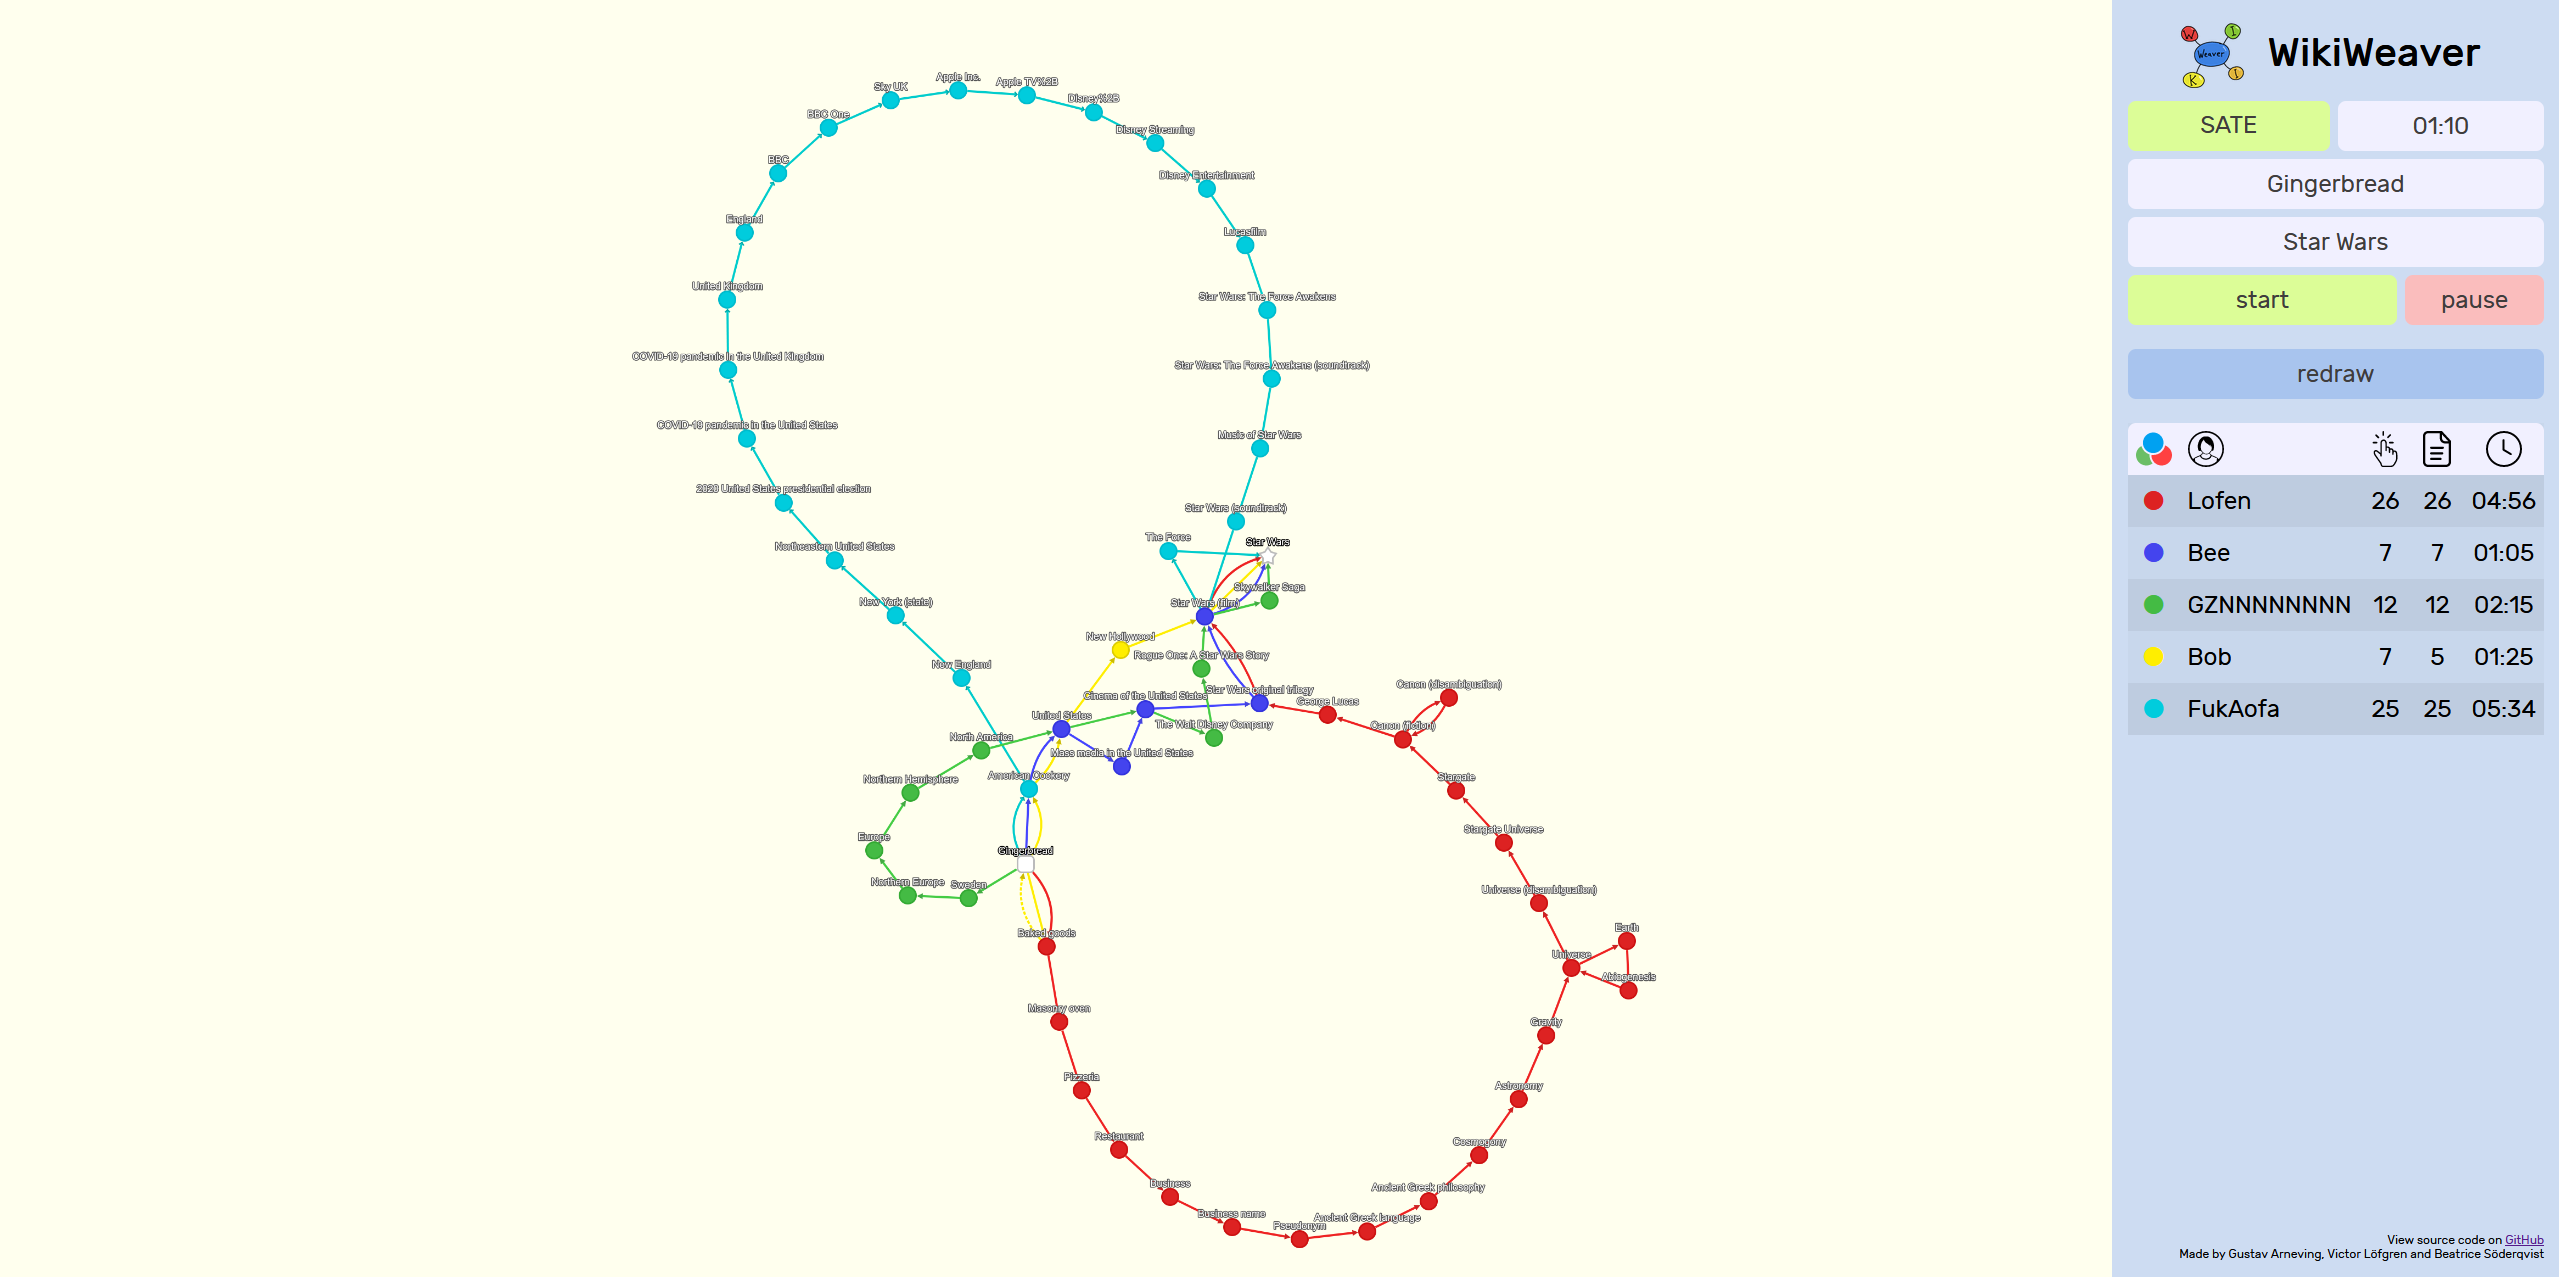 Apple Inc.
Apple TV%2B
Sky UK
Disney%2B
BBC One
Disney Streaming
BBC
Disney Entertainment
England
Lucasfilm
United Kingdom
Star Wars: The Force Awakens
COVID-19 pandemic in the United Kingdom
Star Wars: The Force Awakens (soundtrack)
COVID-19 pandemic in the United States
Music of Star Wars
2020 United States presidential election
Star Wars (soundtrack)
The Force
Star Wars
Northeastern United States
Skywalker Saga
New York (state)
Star Wars (film)
New Hollywood
Rogue One: A Star Wars Story
New England
Canon (disambiguation)
Star Wars original trilogy
Cinema of the United States
George Lucas
United States
The Walt Disney Company
Canon (fiction)
North America
Mass media in the United States
American Cookery
Stargate
Northern Hemisphere
Stargate Universe
Europe
Gingerbread
Northern Europe
Sweden
Universe (disambiguation)
Earth
Baked goods
Universe
Abiogenesis
Masonry oven
Gravity
Pizzeria
Astronomy
Restaurant
Cosmogony
Business
Ancient Greek philosophy
Business name
Ancient Greek language
Pseudonym
W I Weaver K I
WikiWeaver
SATE 01:10
Gingerbread
Star Wars
start pause
redraw
Lofen 26 26 04:56
Bee 7 7 01:05
GZNNNNNNNN 12 12 02:15
Bob 7 5 01:25
FukAofa 25 25 05:34
View source code on GitHub
Made by Gustav Arneving, Victor Löfgren and Beatrice Söderqvist